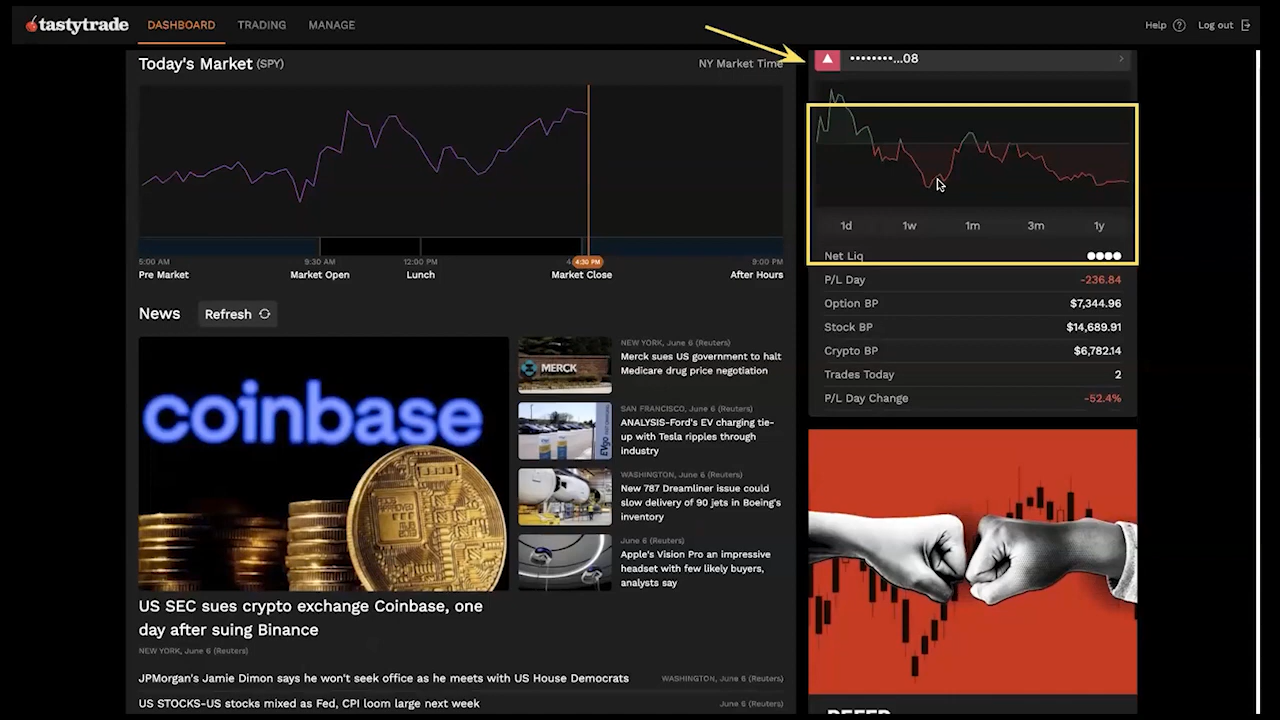 tastytrade
DASHBOARD
TRADING
MANAGE
Help ?
Log out
Today's Market (SPY)
NY Market Time
5:00 AM
9:30 AM
12:00 PM
4:30 PM
9:00 PM
Pre Market
Market Open
Lunch
Market Close
After Hours
News
Refresh
coinbase
US SEC sues crypto exchange Coinbase, one
day after suing Binance
NEW YORK, June 6 (Reuters)
MERCK
NEW YORK, June 6 (Reuters)
Merck sues US government to halt
Medicare drug price negotiation
EVgo
SAN FRANCISCO, June 6 (Reuters)
ANALYSIS-Ford's EV charging tie-
up with Tesla ripples through
industry
WASHINGTON, June 6 (Reuters)
New 787 Dreamliner issue could
slow delivery of 90 jets in Boeing's
inventory
June 6 (Reuters)
Apple's Vision Pro an impressive
headset with few likely buyers,
analysts say
JPMorgan's Jamie Dimon says he won't seek office as he meets with US House Democrats
WASHINGTON, June 6 (Reuters)
US STOCKS-US stocks mixed as Fed, CPI loom large next week
June 6 (Reuters)
••••••••...08
1d 1w 1m 3m 1y
Net Liq
P/L Day -236.84
Option BP $7,344.96
Stock BP $14,689.91
Crypto BP $6,782.14
Trades Today 2
P/L Day Change -52.4%